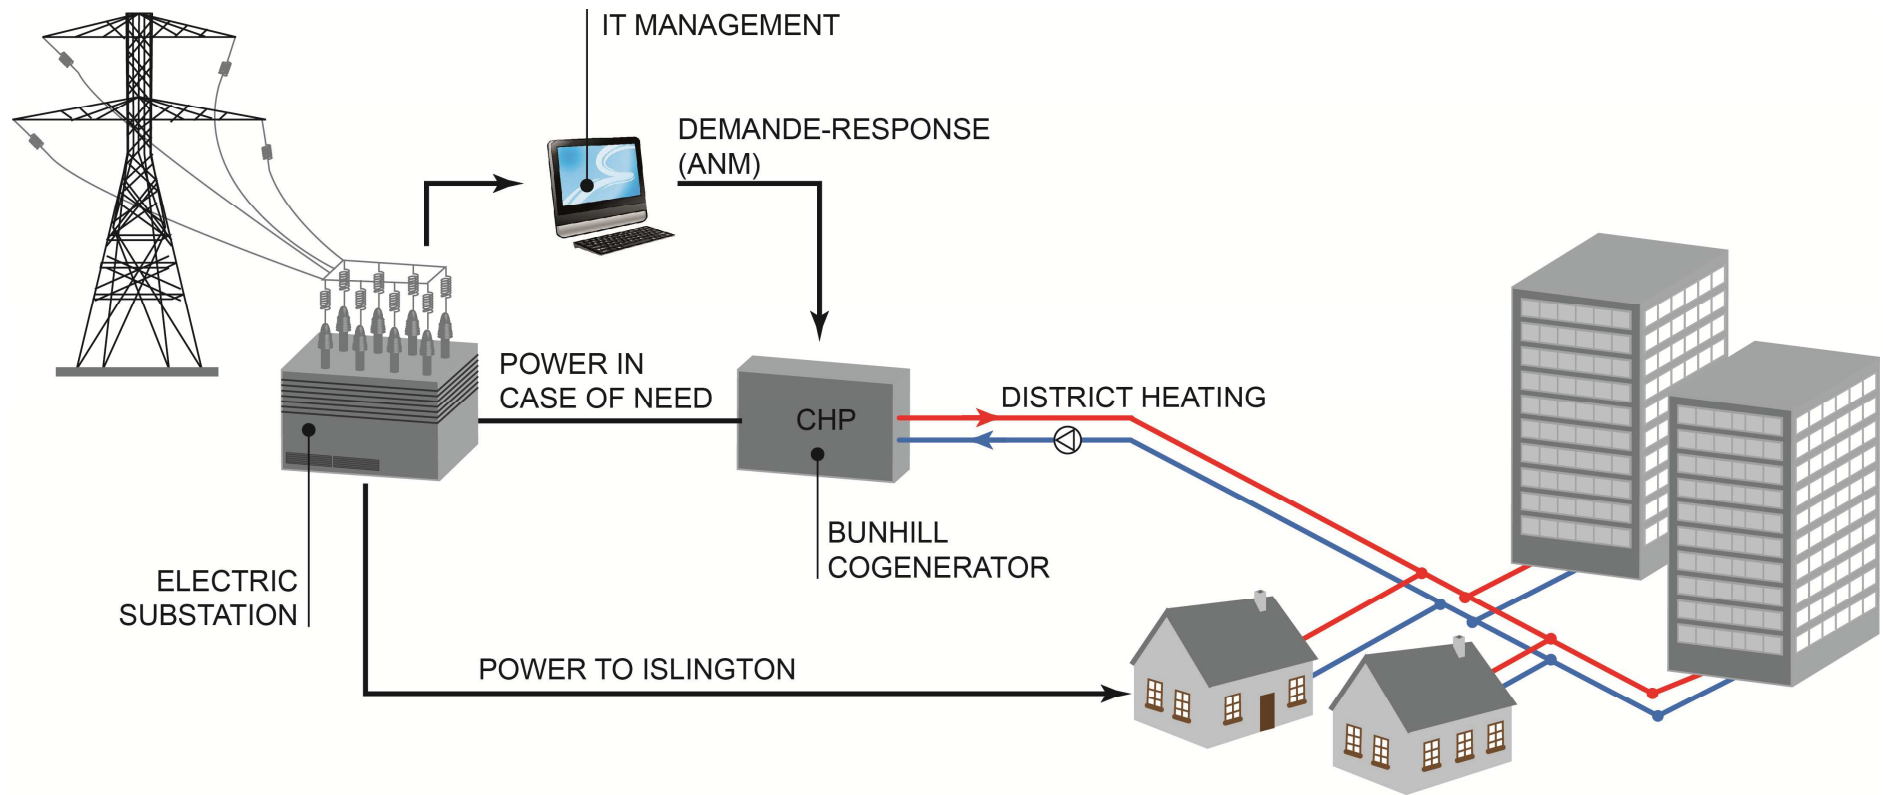 IT MANAGEMENT
DEMANDE-RESPONSE
(ANM)
POWER IN
CASE OF NEED
CHP
DISTRICT HEATING
BUNHILL
COGENERATOR
ELECTRIC
SUBSTATION
POWER TO ISLINGTON